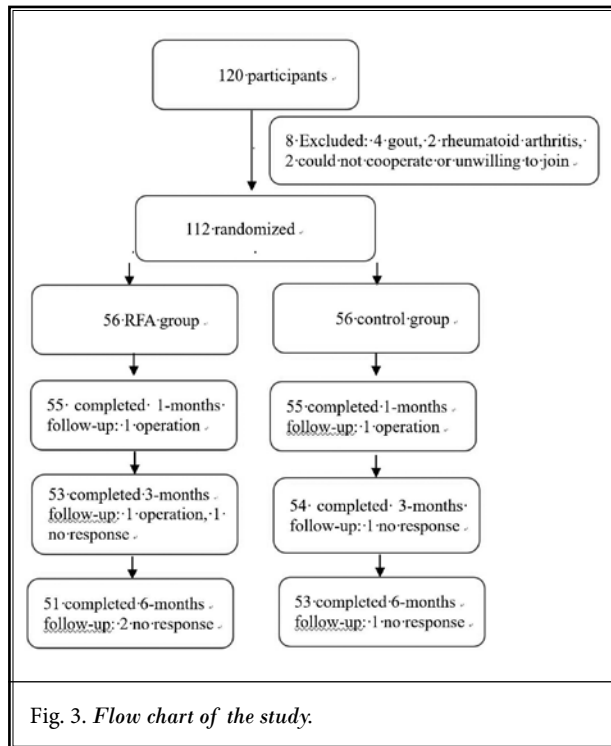 120 participants
8 Excluded: 4 gout, 2 rheumatoid arthritis,
2 could not cooperate or unwilling to join
112 randomized
56 RFA group
56 control group
55 completed 1-months
follow-up: 1 operation
55 completed 1-months
follow-up: 1 operation
53 completed 3-months
follow-up: 1 operation, 1
no response
54 completed 3-months
follow-up: 1 no response
51 completed 6-months
follow-up: 2 no response
53 completed 6-months
follow-up: 1 no response
Fig. 3. Flow chart of the study.